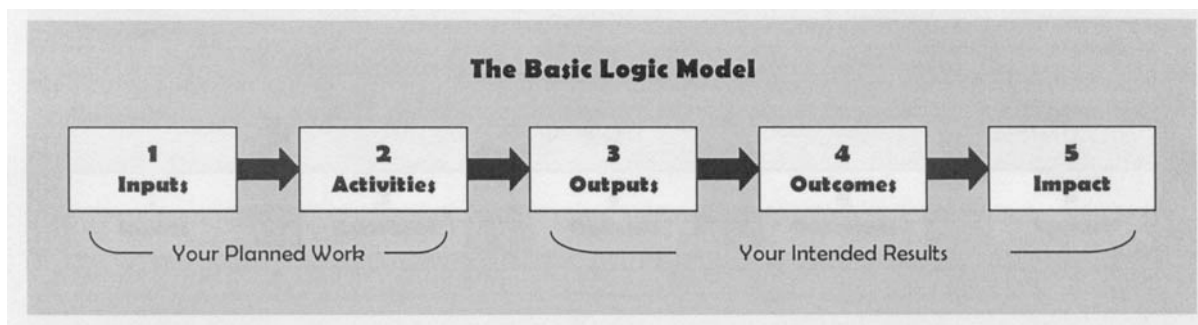 The Basic Logic Model
1
Inputs
2
Activities
3
Outputs
4
Outcomes
5
Impact
Your Planned Work
Your Intended Results